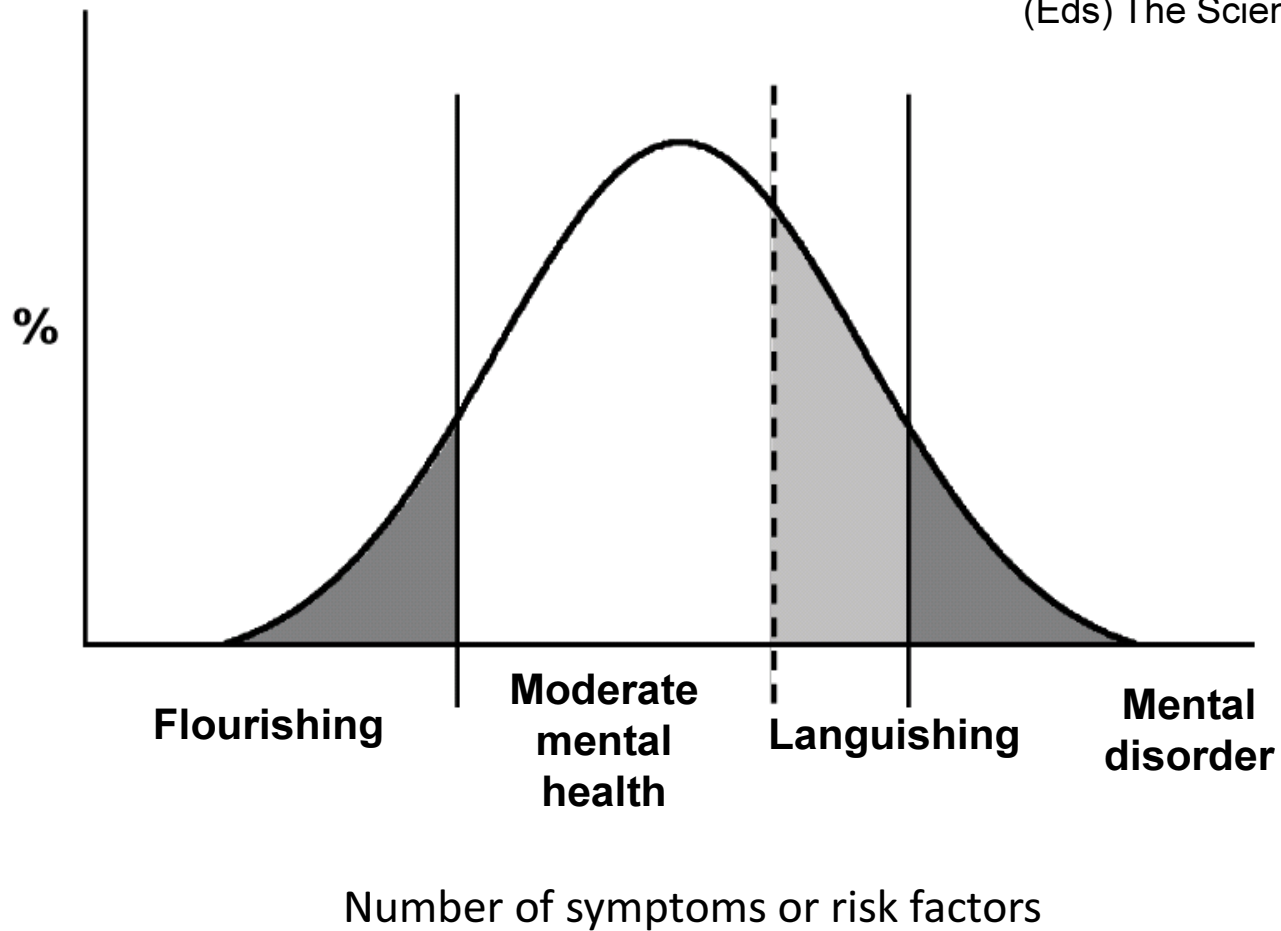 (Eds) The Scien
%
Flourishing
Moderate
mental
health
Languishing
Mental
disorder
Number of symptoms or risk factors